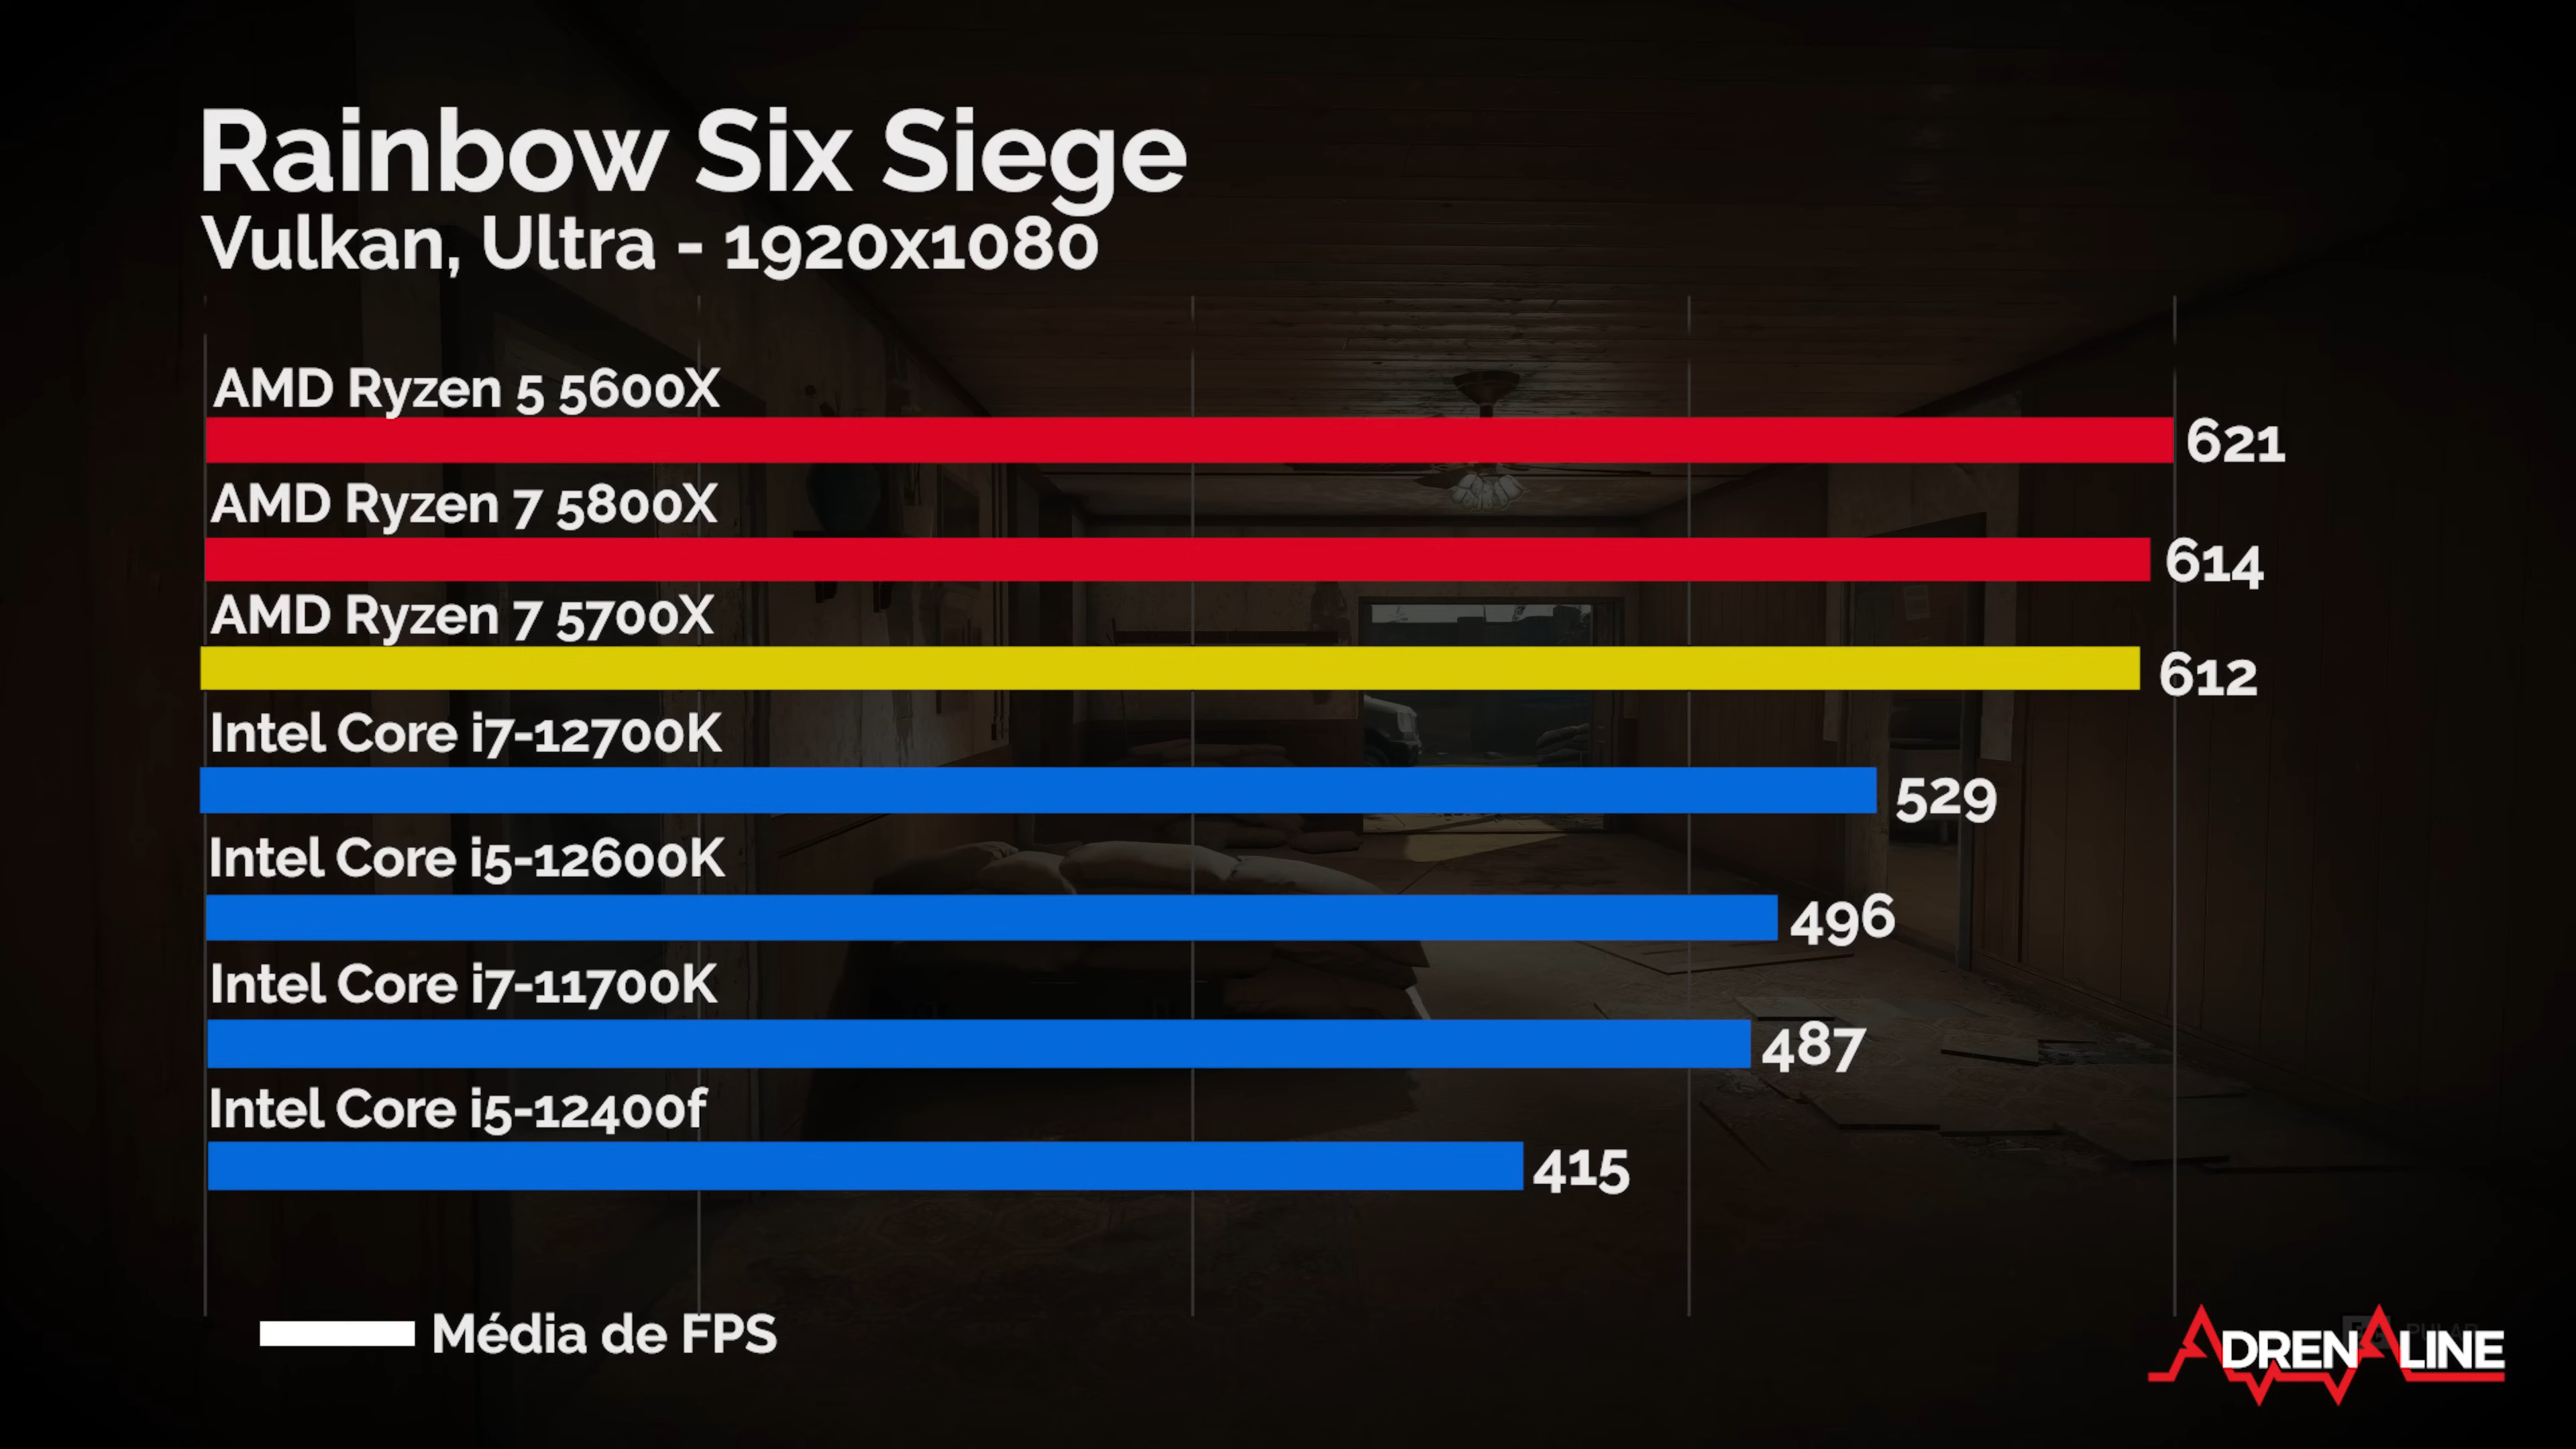 Rainbow Six Siege
Vulkan, Ultra - 1920x1080
AMD Ryzen 5 5600X
621
AMD Ryzen 7 5800X
614
AMD Ryzen 7 5700X
612
Intel Core i7-12700K
529
Intel Core i5-12600K
496
Intel Core i7-11700K
487
Intel Core i5-12400f
415
Média de FPS
ADRENALINE